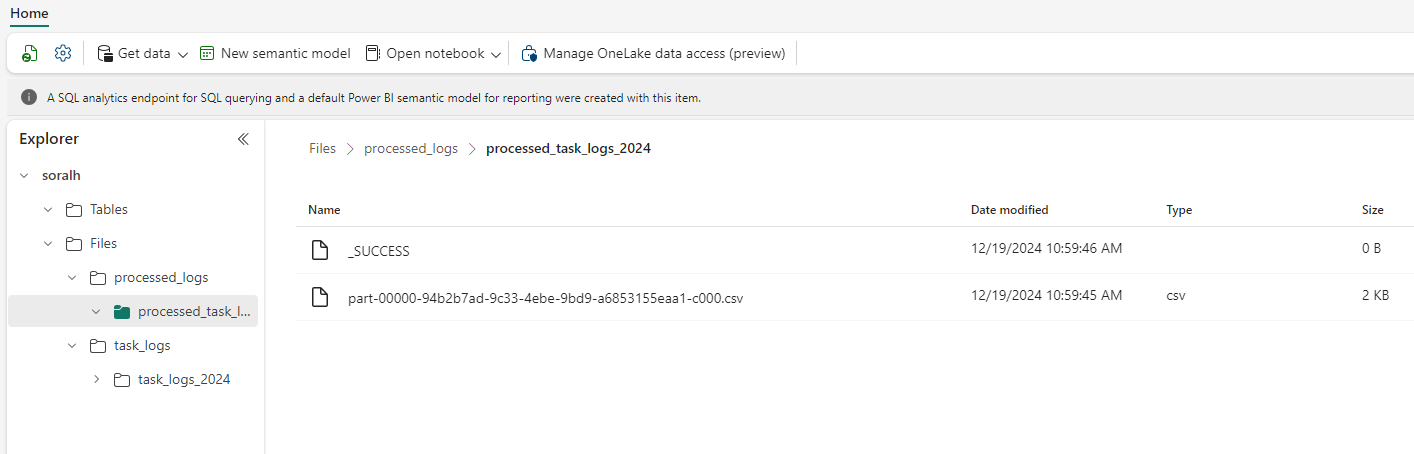 Home
Get data New semantic model Open notebook Manage OneLake data access (preview)
A SQL analytics endpoint for SQL querying and a default Power BI semantic model for reporting were created with this item.
Explorer
soralh
Tables
Files
processed_logs
processed_task_l...
task_logs
task_logs_2024
Files processed_logs processed_task_logs_2024
Name Date modified Type Size
_SUCCESS 12/19/2024 10:59:46 AM 0 B
part-00000-94b2b7ad-9c33-4ebe-9bd9-a6853155eaa1-c000.csv 12/19/2024 10:59:45 AM csv 2 KB